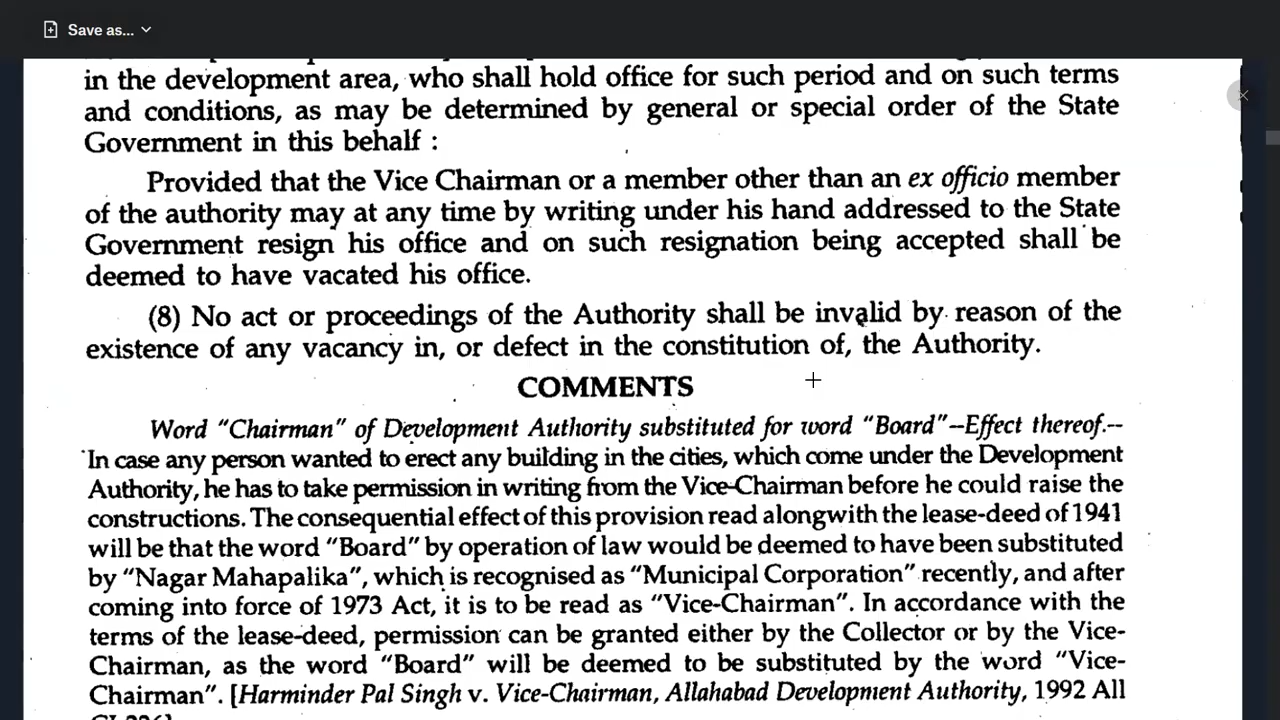 Save as...
in the development area, who shall hold office for such period and on such terms
and conditions, as may be determined by general or special order of the State
Government in this behalf :
Provided that the Vice Chairman or a member other than an ex officio member
of the authority may at any time by writing under his hand addressed to the State
Government resign his office and on such resignation being accepted shall be
deemed to have vacated his office.
(8) No act or proceedings of the Authority shall be invalid by reason of the
existence of any vacancy in, or defect in the constitution of, the Authority.
COMMENTS
Word "Chairman" of Development Authority substituted for word "Board"--Effect thereof.--
In case any person wanted to erect any building in the cities, which come under the Development
Authority, he has to take permission in writing from the Vice-Chairman before he could raise the
constructions. The consequential effect of this provision read alongwith the lease-deed of 1941
will be that the word "Board" by operation of law would be deemed to have been substituted
by "Nagar Mahapalika", which is recognised as "Municipal Corporation" recently, and after
coming into force of 1973 Act, it is to be read as "Vice-Chairman". In accordance with the
terms of the lease-deed, permission can be granted either by the Collector or by the Vice-
Chairman, as the word "Board" will be deemed to be substituted by the word "Vice-
Chairman". [Harminder Pal Singh v. Vice-Chairman, Allahabad Development Authority, 1992 All